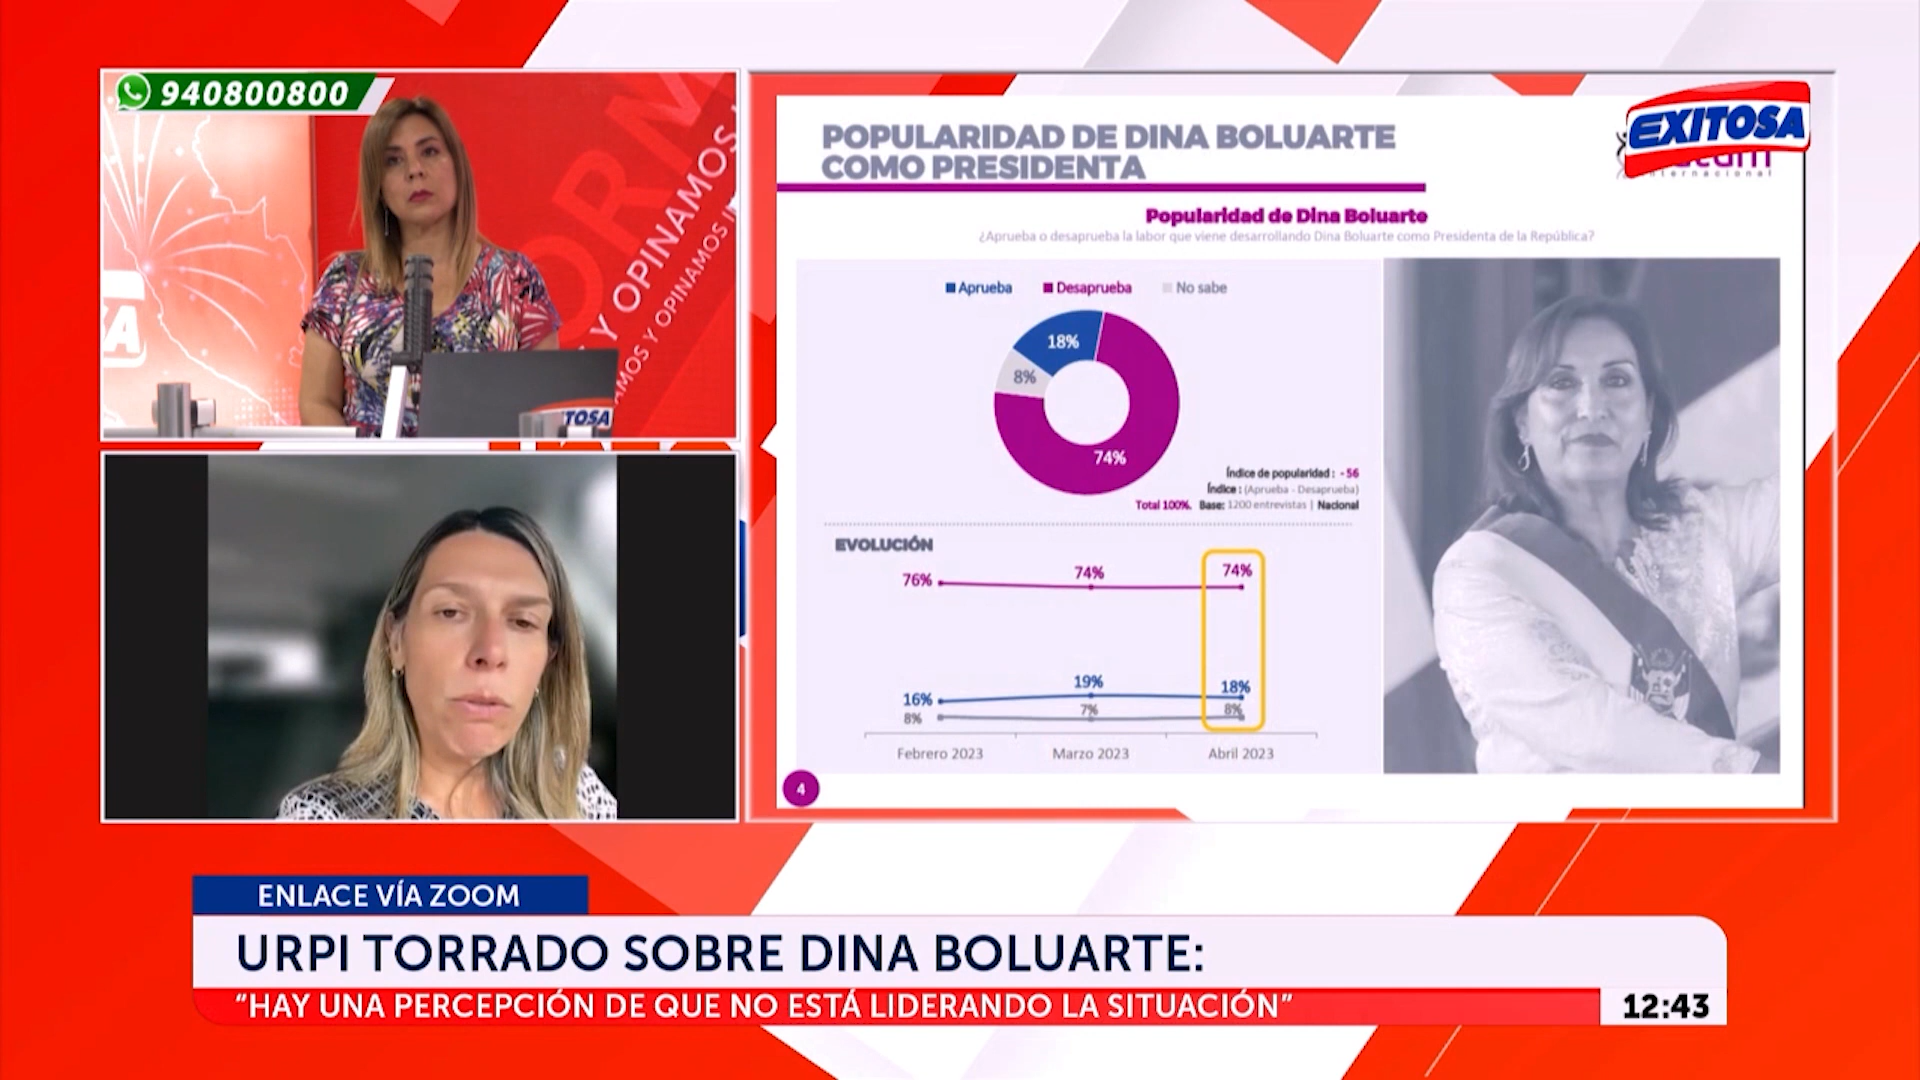 940800800
Y OPINAMOS
AMOS Y OPINAMOS
TOSA
POPULARIDAD DE DINA BOLUARTE
COMO PRESIDENTA
EXITOSA
internacional
Popularidad de Dina Boluarte
¿Aprueba o desaprueba la labor que viene desarrollando Dina Boluarte como Presidenta de la República?
Aprueba Desaprueba No sabe
18%
8%
74%
Índice de popularidad : - 56
Índice : (Aprueba - Desaprueba)
Total 100%. Base: 1200 entrevistas | Nacional
EVOLUCIÓN
76% 74% 74%
16% 19% 18%
8% 7% 8%
Febrero 2023 Marzo 2023 Abril 2023
4
ENLACE VÍA ZOOM
URPI TORRADO SOBRE DINA BOLUARTE:
“HAY UNA PERCEPCIÓN DE QUE NO ESTÁ LIDERANDO LA SITUACIÓN”
12:43